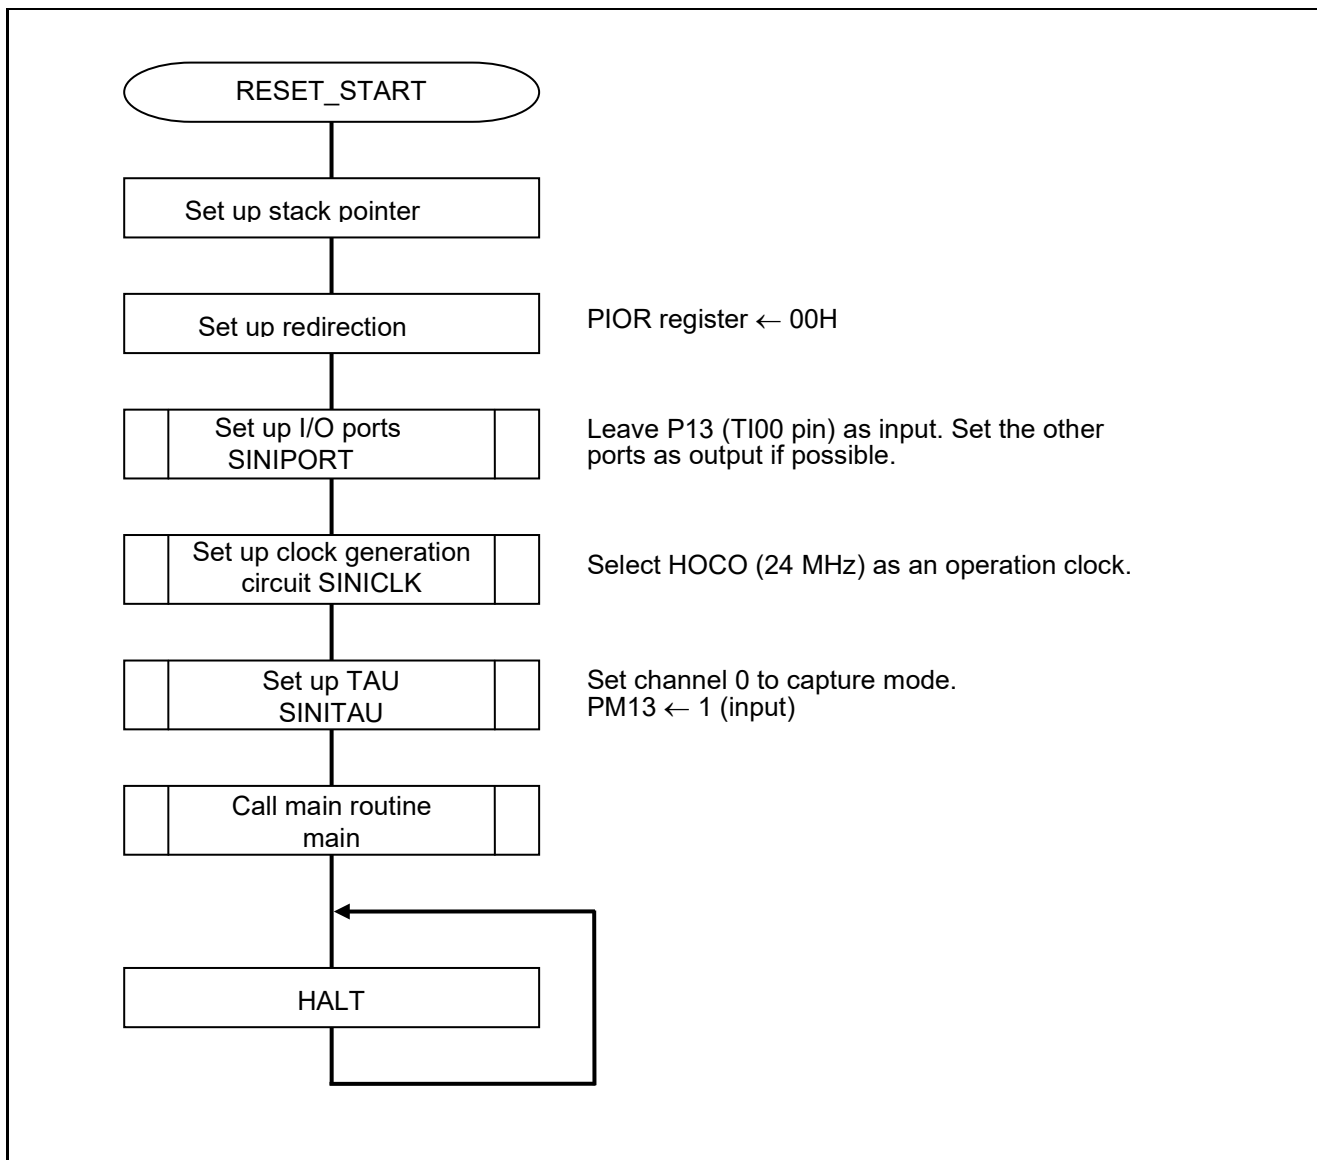 RESET_START
Set up stack pointer
Set up redirection
PIOR register ← 00H
Set up I/O ports
SINIPORT
Leave P13 (TI00 pin) as input. Set the other
ports as output if possible.
Set up clock generation
circuit SINICLK
Select HOCO (24 MHz) as an operation clock.
Set up TAU
SINITAU
Set channel 0 to capture mode.
PM13 ← 1 (input)
Call main routine
main
HALT